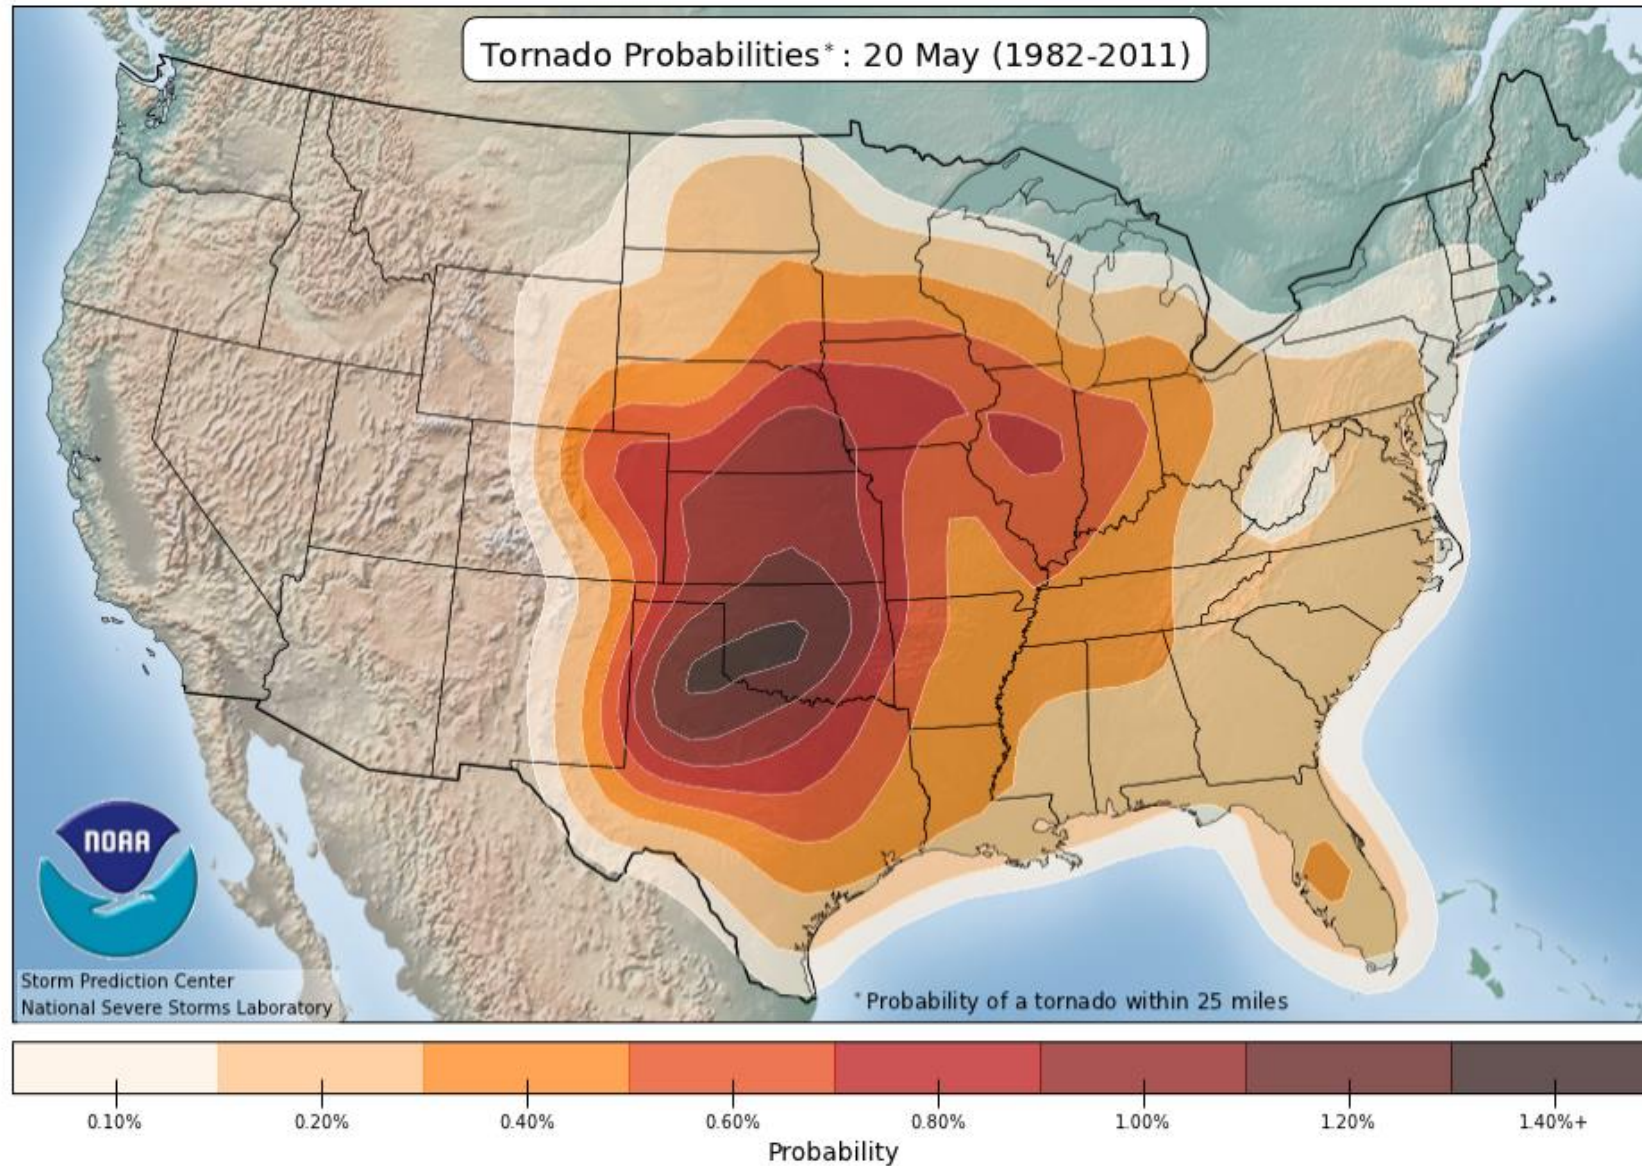 Tornado Probabilities* : 20 May (1982-2011)
NOAA
Storm Prediction Center
National Severe Storms Laboratory
*Probability of a tornado within 25 miles
0.10% 0.20% 0.40% 0.60% 0.80% 1.00% 1.20% 1.40%+
Probability